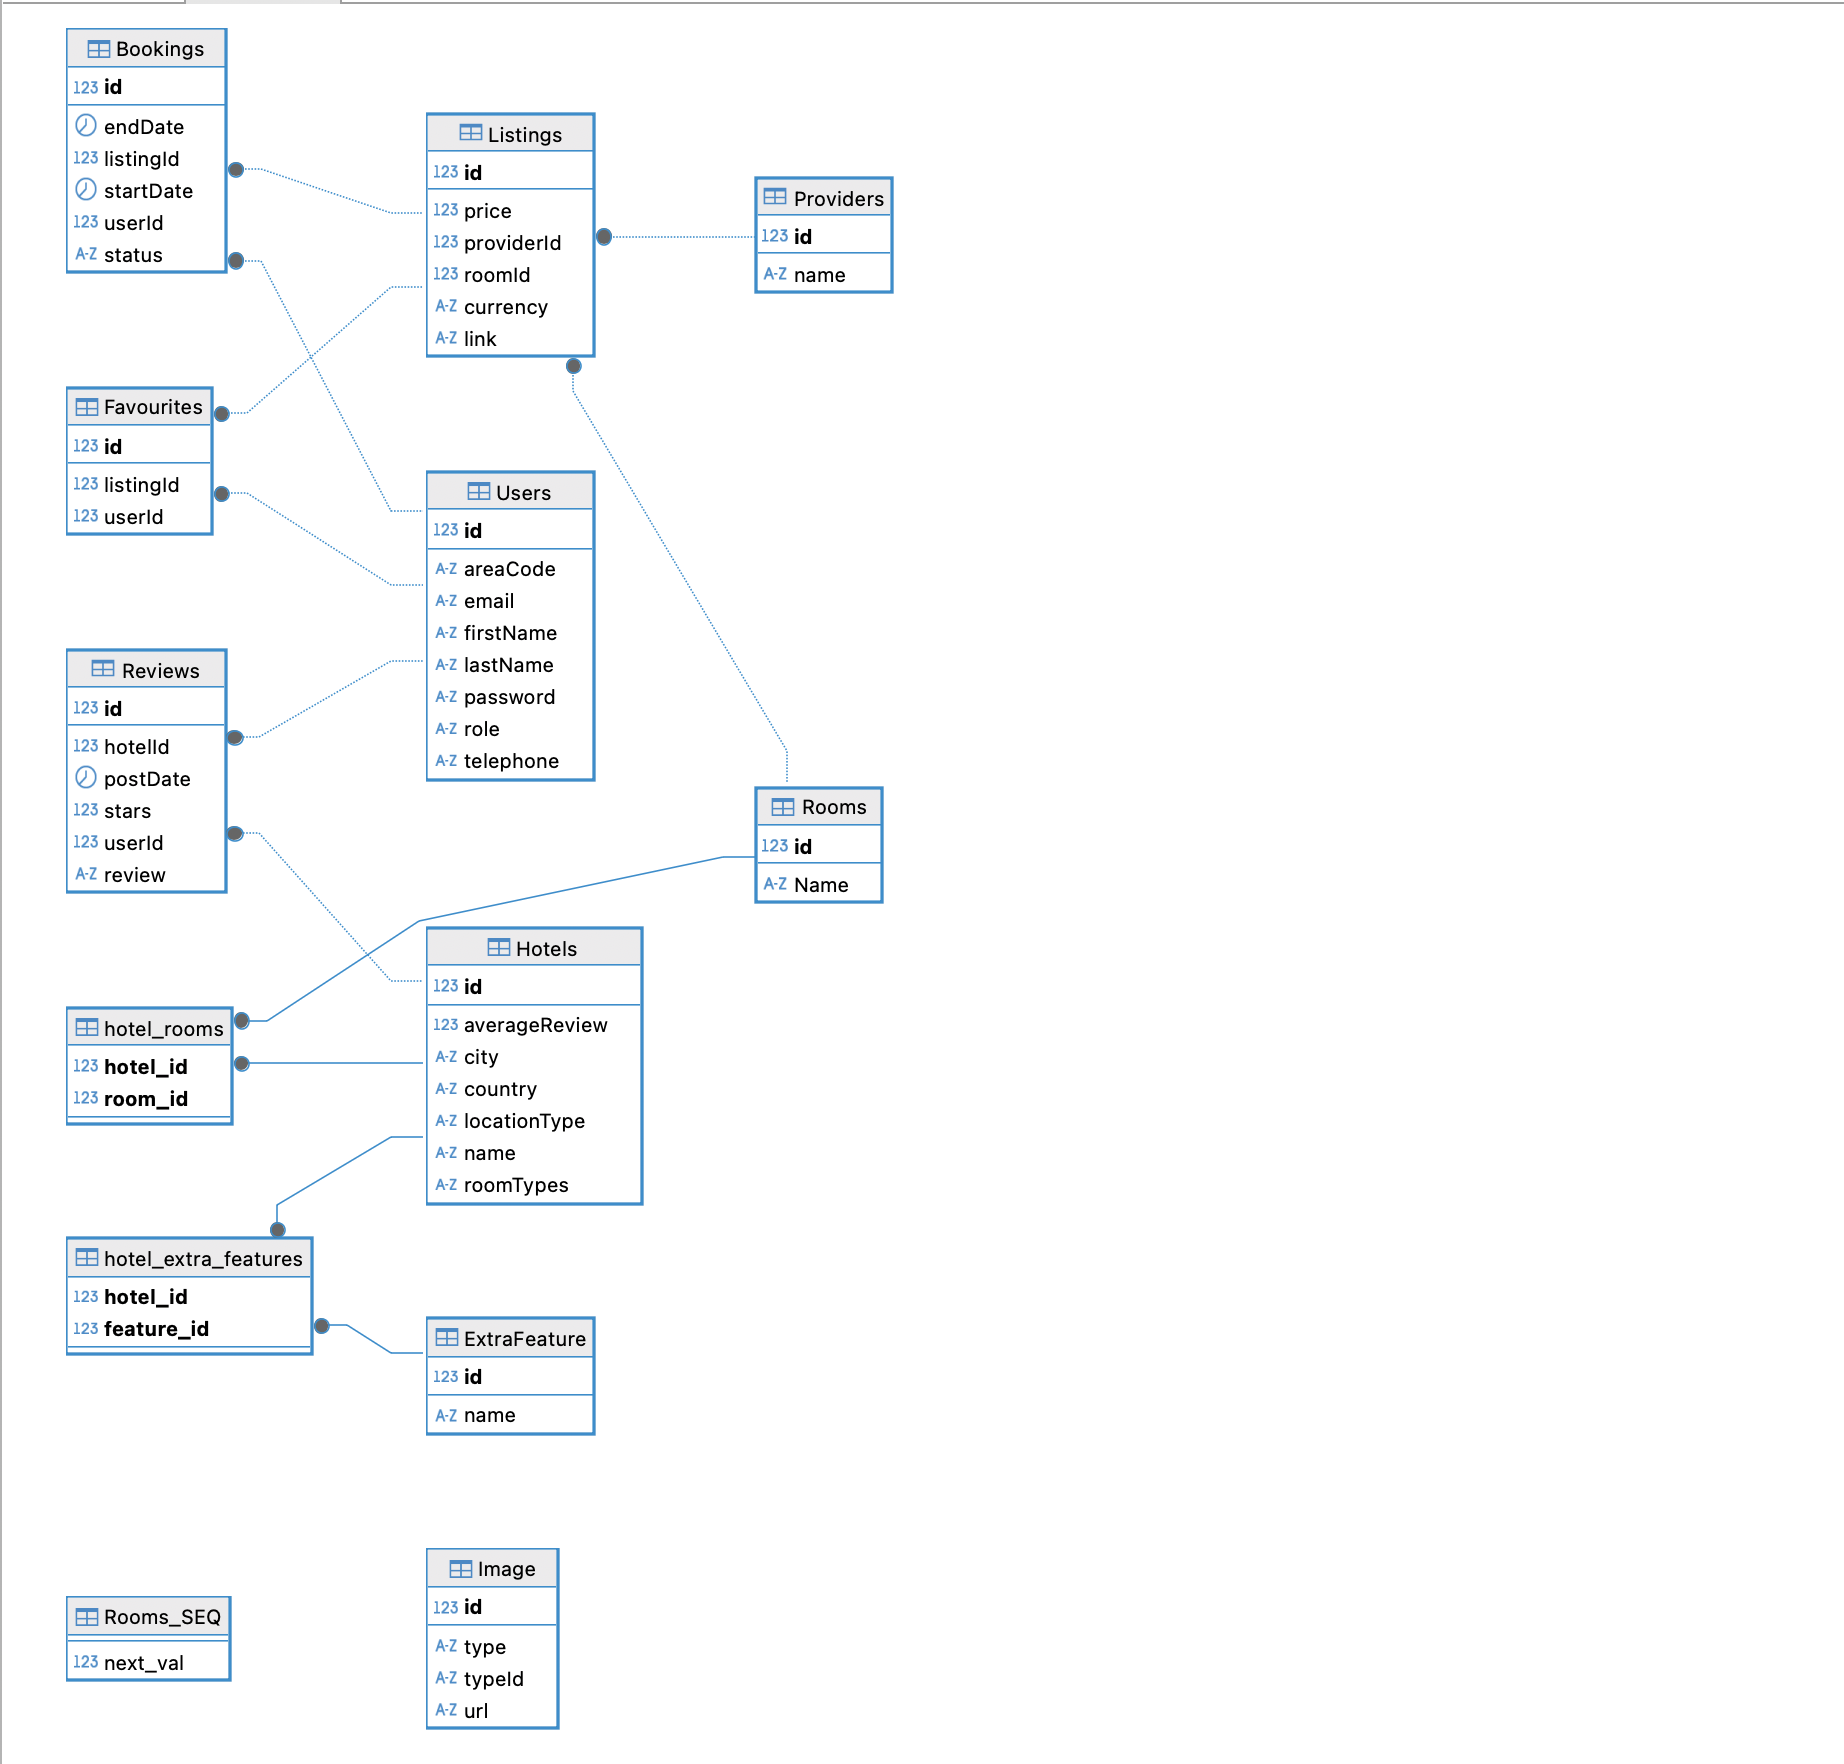 Bookings
123 id
endDate
123 listingId
startDate
123 userId
A-Z status
Listings
123 id
123 price
123 providerId
123 roomId
A-Z currency
A-Z link
Providers
123 id
A-Z name
Favourites
123 id
123 listingId
123 userId
Users
123 id
A-Z areaCode
A-Z email
A-Z firstName
A-Z lastName
A-Z password
A-Z role
A-Z telephone
Reviews
123 id
123 hotelId
postDate
123 stars
123 userId
A-Z review
Rooms
123 id
A-Z Name
Hotels
123 id
123 averageReview
A-Z city
A-Z country
A-Z locationType
A-Z name
A-Z roomTypes
hotel_rooms
123 hotel_id
123 room_id
hotel_extra_features
123 hotel_id
123 feature_id
ExtraFeature
123 id
A-Z name
Image
123 id
A-Z type
A-Z typeId
A-Z url
Rooms_SEQ
123 next_val